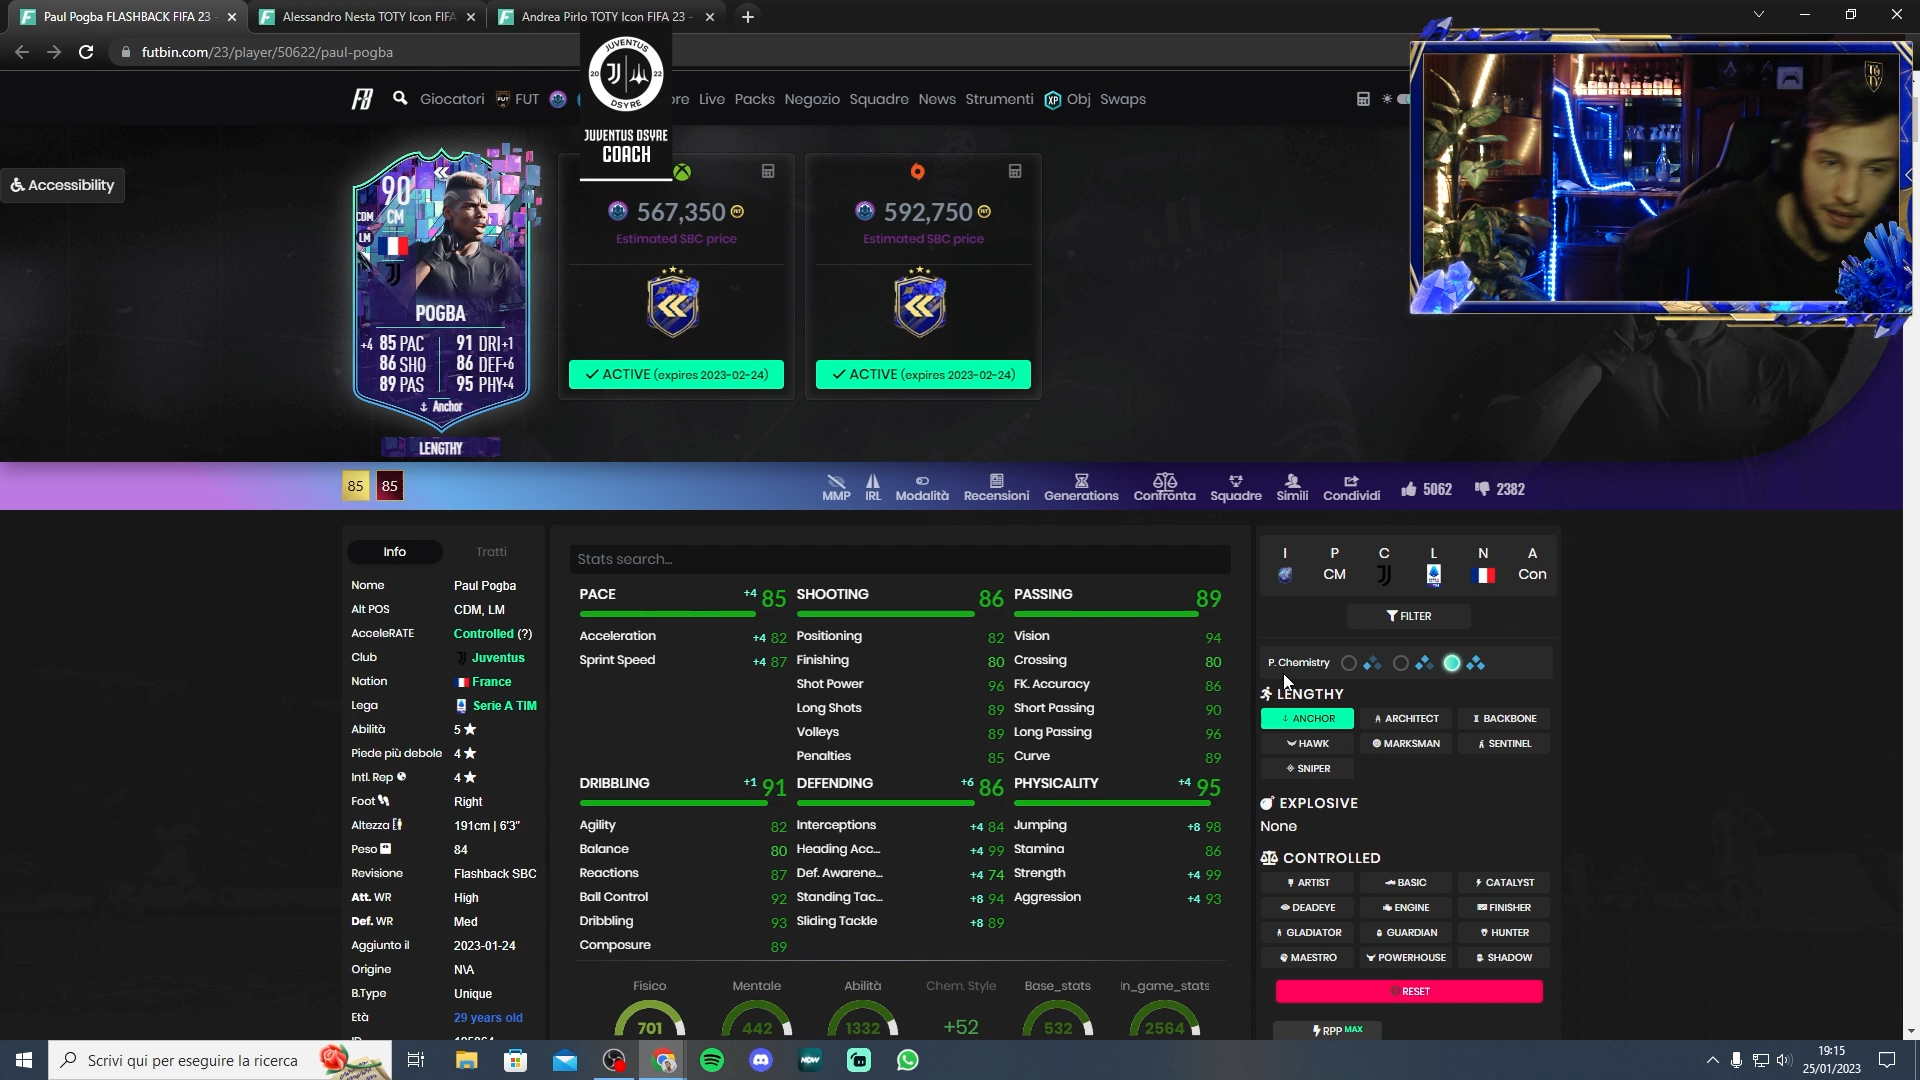 Paul Pogba FLASHBACK FIFA 23
Alessandro Nesta TOTY Icon FIFA
Andrea Pirlo TOTY Icon FIFA 23 -
futbin.com/23/player/50622/paul-pogba
JUVENTUS
20 22
DSYRE
JUVENTUS DSYRE
COACH
Giocatori
FUT
Live
Packs
Negozio
Squadre
News
Strumenti
XP Obj
Swaps
Accessibility
90
CM
CDM
LM
POGBA
+4 85 PAC 91 DRI+1
86 SHO 86 DEF+6
89 PAS 95 PHY+4
Anchor
LENGTHY
567,350
Estimated SBC price
ACTIVE (expires 2023-02-24)
592,750
Estimated SBC price
ACTIVE (expires 2023-02-24)
85 85
MMP
IRL
Modalità
Recensioni
Generations
Confronta
Squadre
Simili
Condividi
5062
2382
Info Tratti
Nome Paul Pogba
Alt POS CDM, LM
AcceleRATE Controlled (?)
Club Juventus
Nation France
Lega Serie A TIM
Abilità 5
Piede più debole 4
Intl. Rep 4
Foot Right
Altezza 191cm | 6'3"
Peso 84
Revisione Flashback SBC
Att. WR High
Def. WR Med
Aggiunto il 2023-01-24
Origine N\A
B.Type Unique
Età 29 years old
Stats search...
PACE +4 85
Acceleration +4 82
Sprint Speed +4 87
SHOOTING 86
Positioning 82
Finishing 80
Shot Power 96
Long Shots 89
Volleys 89
Penalties 85
PASSING 89
Vision 94
Crossing 80
FK. Accuracy 86
Short Passing 90
Long Passing 96
Curve 89
DRIBBLING +1 91
Agility 82
Balance 80
Reactions 87
Ball Control 92
Dribbling 93
Composure 89
DEFENDING +6 86
Interceptions +4 84
Heading Acc... +4 99
Def. Awarene... +4 74
Standing Tac... +8 94
Sliding Tackle +8 89
PHYSICALITY +4 95
Jumping +8 98
Stamina 86
Strength +4 99
Aggression +4 93
Fisico 701
Mentale 442
Abilità 1332
Chem. Style +52
Base_stats 532
In_game_stats 2564
I P C L N A
CM Con
FILTER
P. Chemistry
LENGTHY
ANCHOR ARCHITECT BACKBONE
HAWK MARKSMAN SENTINEL
SNIPER
EXPLOSIVE
None
CONTROLLED
ARTIST BASIC CATALYST
DEADEYE ENGINE FINISHER
GLADIATOR GUARDIAN HUNTER
MAESTRO POWERHOUSE SHADOW
RESET
RPP MAX
Scrivi qui per eseguire la ricerca
NOW
19:15
25/01/2023